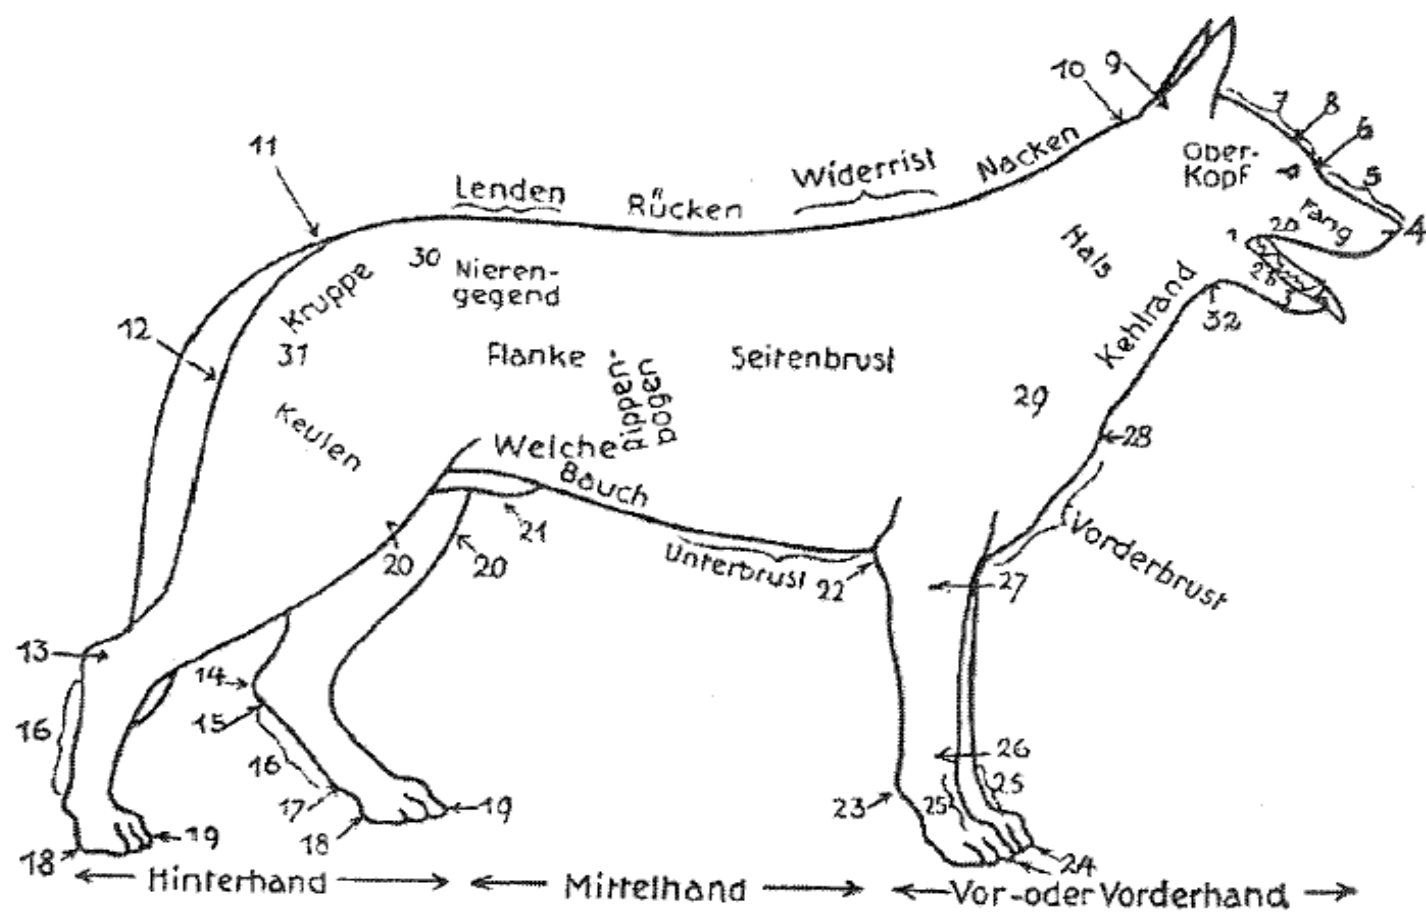 10 9
7 8 6
5
4
Ober-
Kopf
Fang
1 20
3
32
11
Lenden
Rücken
Widerrist
Nacken
Hals
Kehlrand
30
Nieren-
gegend
Kruppe
12
31
Flanke
Rippen-
bogen
Seitenbrust
29
28
Keulen
Welche
Bauch
21
20
20
Unterbrust
22
27
Vorderbrust
13
14
15
16
16
17
18
19
19
18
23
26
25
25
24
Hinterhand
Mittelhand
Vor-oder Vorderhand